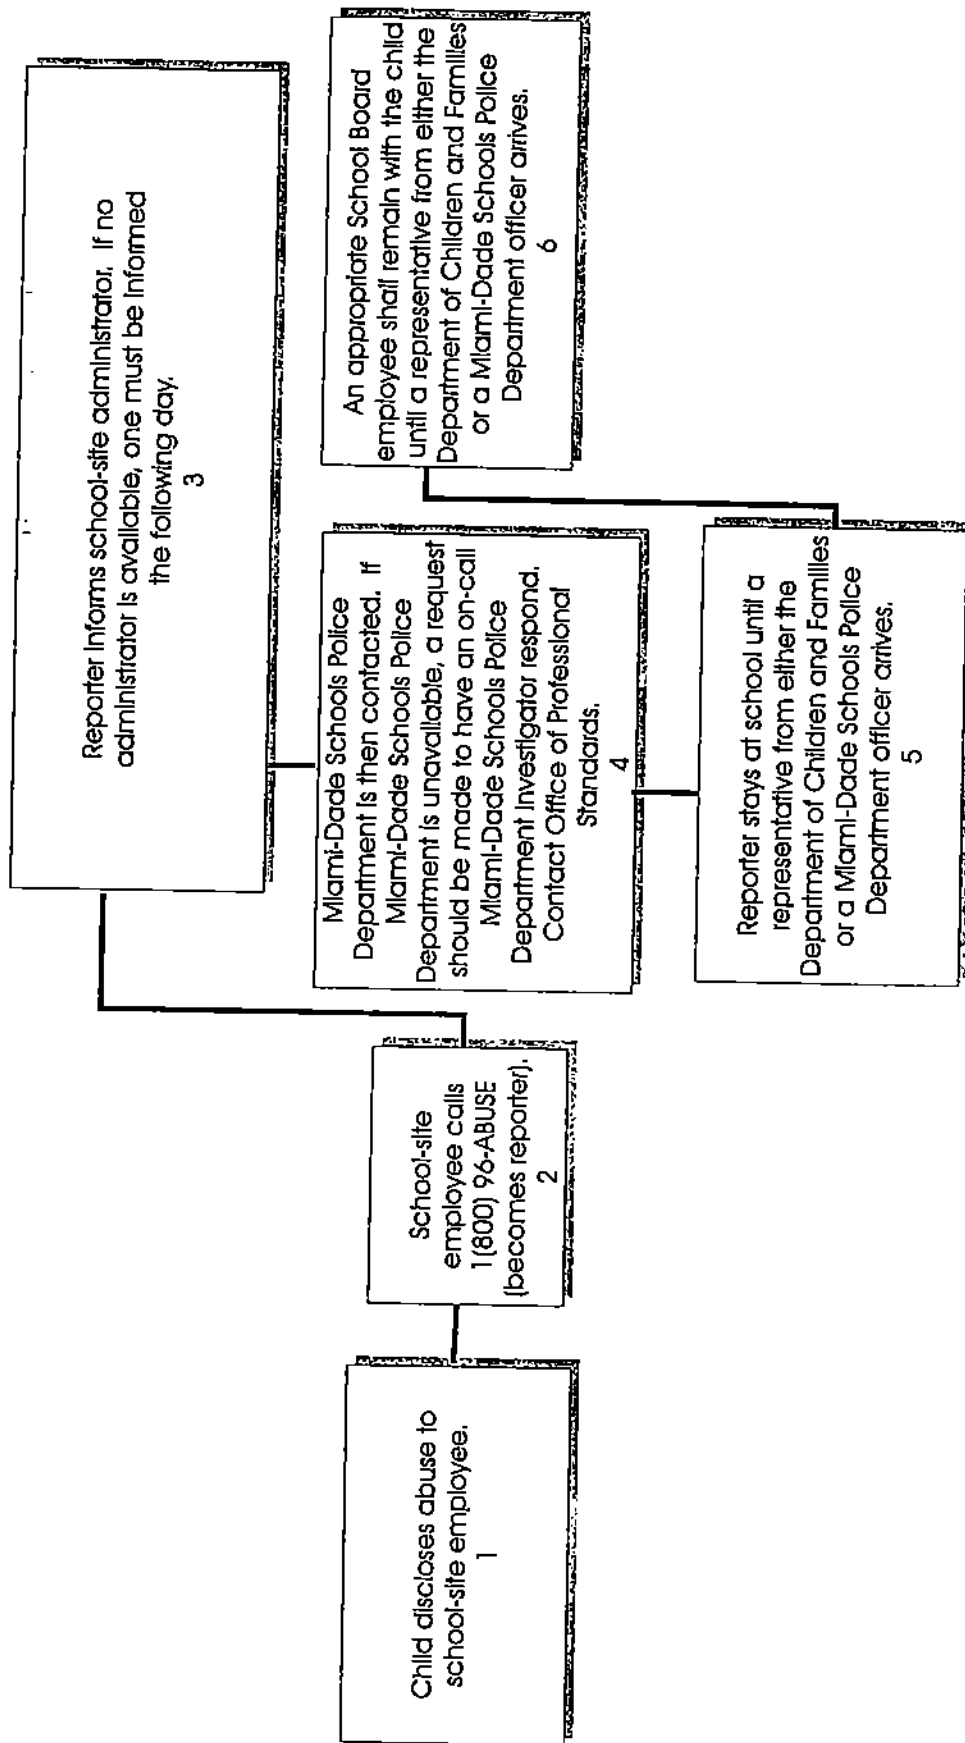 Child discloses abuse to
school-site employee.
1
School-site
employee calls
1(800) 96-ABUSE
(becomes reporter).
2
Reporter informs school-site administrator. If no
administrator is available, one must be informed
the following day.
3
Miami-Dade Schools Police
Department is then contacted. If
Miami-Dade Schools Police
Department is unavailable, a request
should be made to have an on-call
Miami-Dade Schools Police
Department Investigator respond.
Contact Office of Professional
Standards.
4
Reporter stays at school until a
representative from either the
Department of Children and Families
or a Miami-Dade Schools Police
Department officer arrives.
5
An appropriate School Board
employee shall remain with the child
until a representative from either the
Department of Children and Families
or a Miami-Dade Schools Police
Department officer arrives.
6